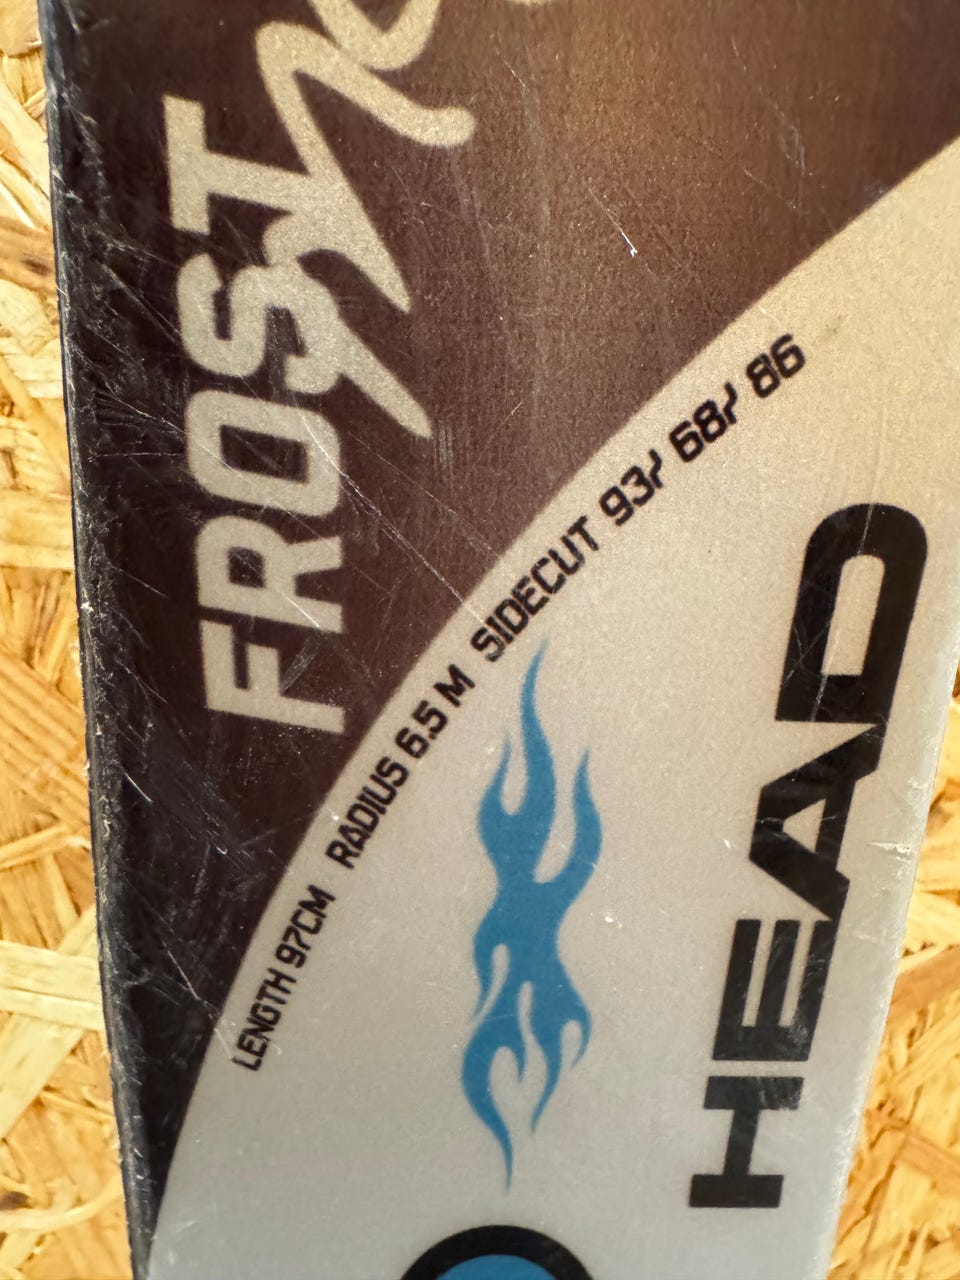 FROST
LENGTH 97CM RADIUS 6.5 M SIDECUT 93/ 68/ 86
HEAD